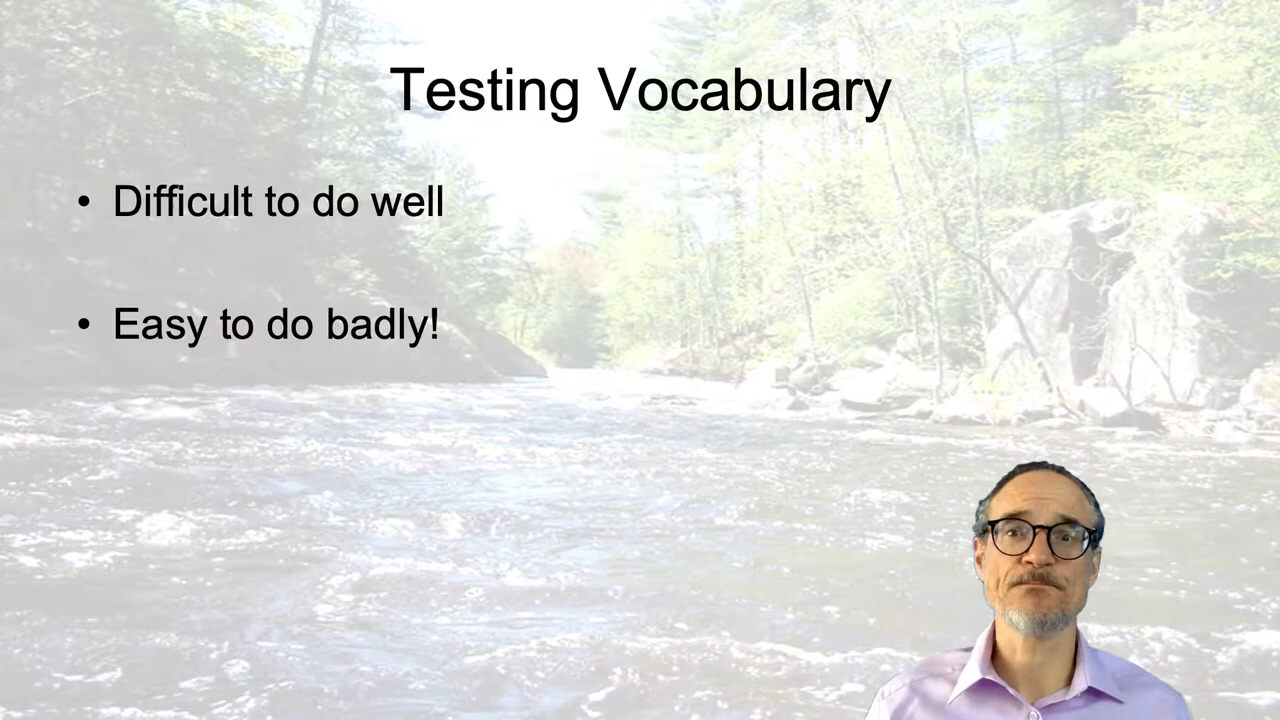 Testing Vocabulary
• Difficult to do well
• Easy to do badly!